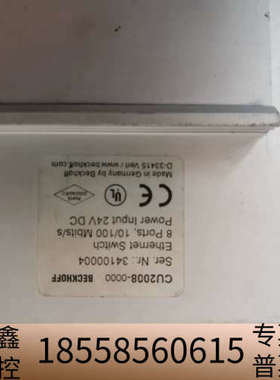 CU2008-0000 BECKHOFF
Ser Nr.: 34100004
Ethernet Switch
8 Ports, 10/100 Mbits/s
Power Input 24V DC
Made in Germany by Beckhoff
D-33415 Verl / www.beckhoff.com
鑫
控
18558560615
专
普